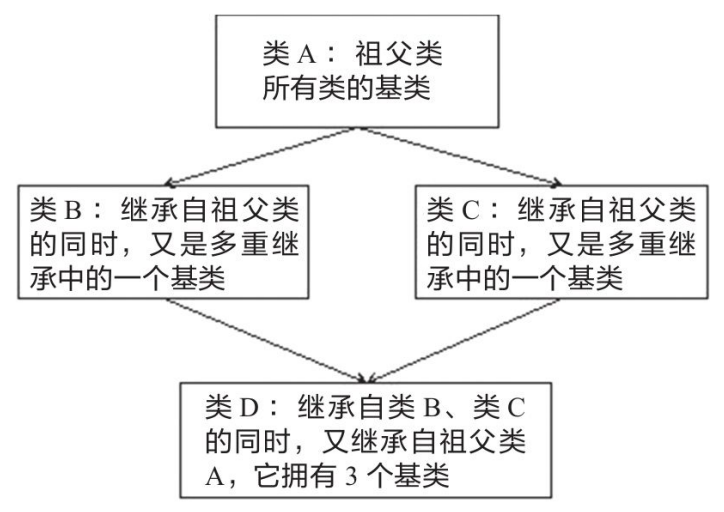 类 A： 祖父类
所有类的基类
类 B： 继承自祖父类
的同时，又是多重继
承中的一个基类
类 C： 继承自祖父类
的同时，又是多重继
承中的一个基类
类 D： 继承自类 B、类 C
的同时，又继承自祖父类
A，它拥有 3 个基类